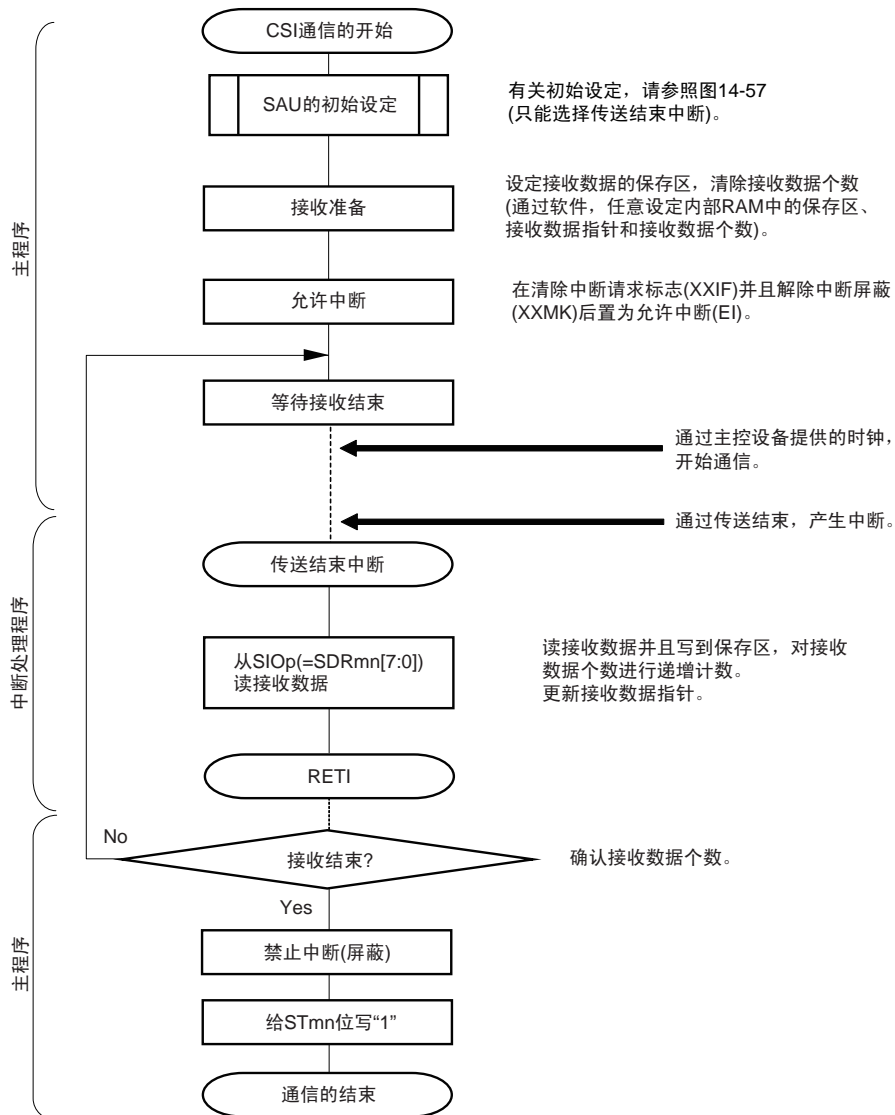 CSI通信的开始
SAU的初始设定
有关初始设定，请参照图14-57
(只能选择传送结束中断)。
接收准备
设定接收数据的保存区，清除接收数据个数
(通过软件，任意设定内部RAM中的保存区、
接收数据指针和接收数据个数)。
主程序
允许中断
在清除中断请求标志(XXIF)并且解除中断屏蔽
(XXMK)后置为允许中断(EI)。
等待接收结束
通过主控设备提供的时钟，
开始通信。
通过传送结束，产生中断。
传送结束中断
中断处理程序
从SIOp(=SDRmn[7:0])
读接收数据
读接收数据并且写到保存区，对接收
数据个数进行递增计数。
更新接收数据指针。
RETI
No
接收结束?
确认接收数据个数。
Yes
主程序
禁止中断(屏蔽)
给STmn位写“1”
通信的结束